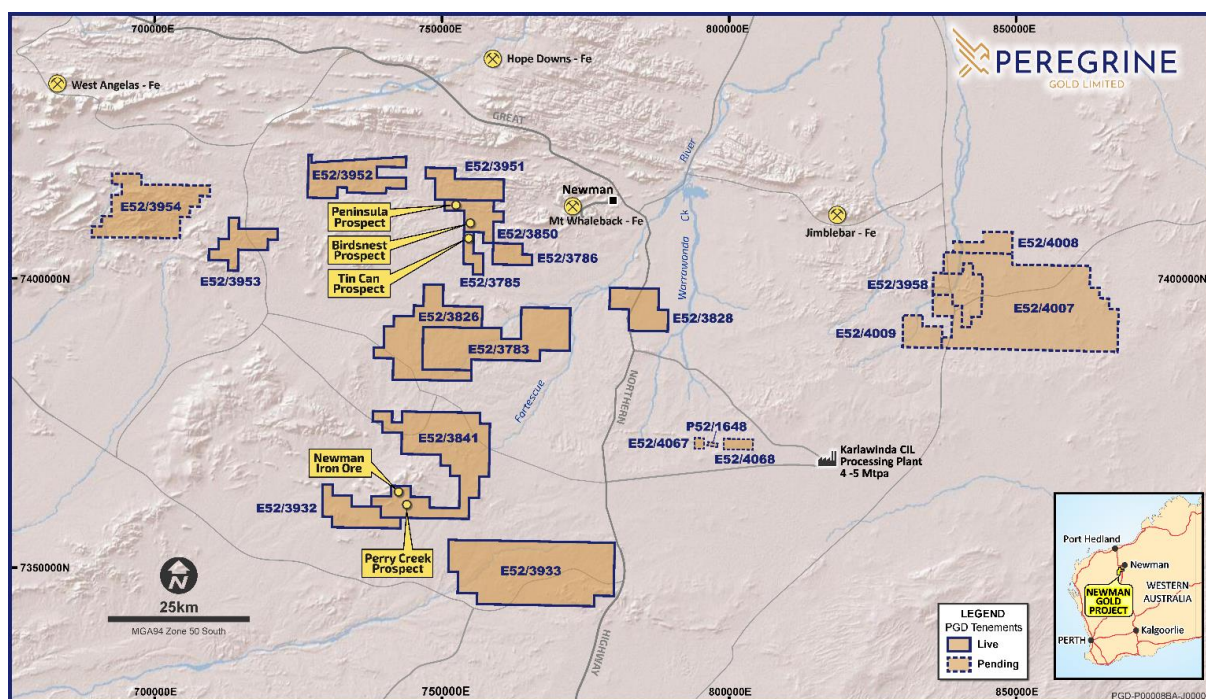 700000E
750000E
800000E
850000E
PEREGRINE
GOLD LIMITED
West Angelas - Fe
Hope Downs - Fe
GREAT
River
E52/3951
E52/3952
E52/3954
Newman
Mt Whaleback - Fe
Peninsula
Prospect
Birdsnest
Prospect
Tin Can
Prospect
E52/3850
E52/3786
E52/3785
E52/3953
Warrawanda Ck
Jimblebar - Fe
7400000N
7400000N
E52/4008
E52/3958
E52/4007
E52/4009
E52/3826
E52/3783
E52/3828
Fortescue
NORTHERN
E52/3841
P52/1648
E52/4067
E52/4068
Karlawinda CIL
Processing Plant
4 -5 Mtpa
Newman
Iron Ore
E52/3932
Perry Creek
Prospect
7350000N
E52/3933
HIGHWAY
N
25km
MGA94 Zone 50 South
LEGEND
PGD Tenements
Live
Pending
Port Hedland
Newman
NEWMAN
GOLD
PROJECT
WESTERN
AUSTRALIA
Kalgoorlie
PERTH
700000E
750000E
800000E
850000E